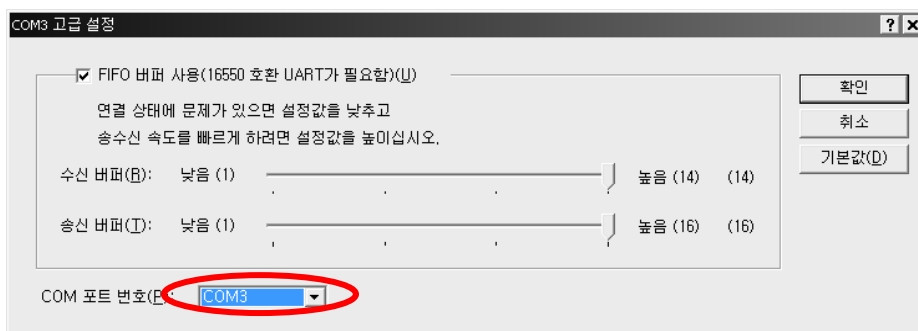 COM3 고급 설정
FIFO 버퍼 사용(16550 호환 UART가 필요함)(U)
연결 상태에 문제가 있으면 설정값을 낮추고
송수신 속도를 빠르게 하려면 설정값을 높이십시오.
수신 버퍼(R): 낮음 (1) 높음 (14) (14)
송신 버퍼(T): 낮음 (1) 높음 (16) (16)
COM 포트 번호(P): COM3
확인
취소
기본값(D)